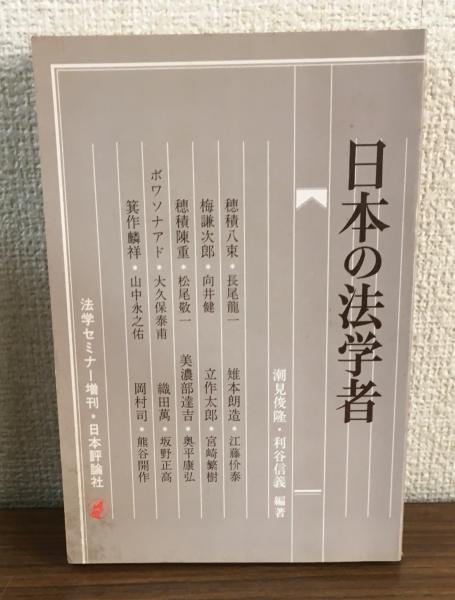 日本の法学者
潮見俊隆・利谷信義 編著
穂積八束・長尾龍一
梅謙次郎・向井健
穂積陳重・松尾敬一
ボワソナアド・大久保泰甫
箕作麟祥・山中永之佑
雉本朗造・江藤价泰
立作太郎・宮崎繁樹
美濃部達吉・奥平康弘
織田萬・坂野正高
岡村司・熊谷開作
法学セミナー増刊・日本評論社